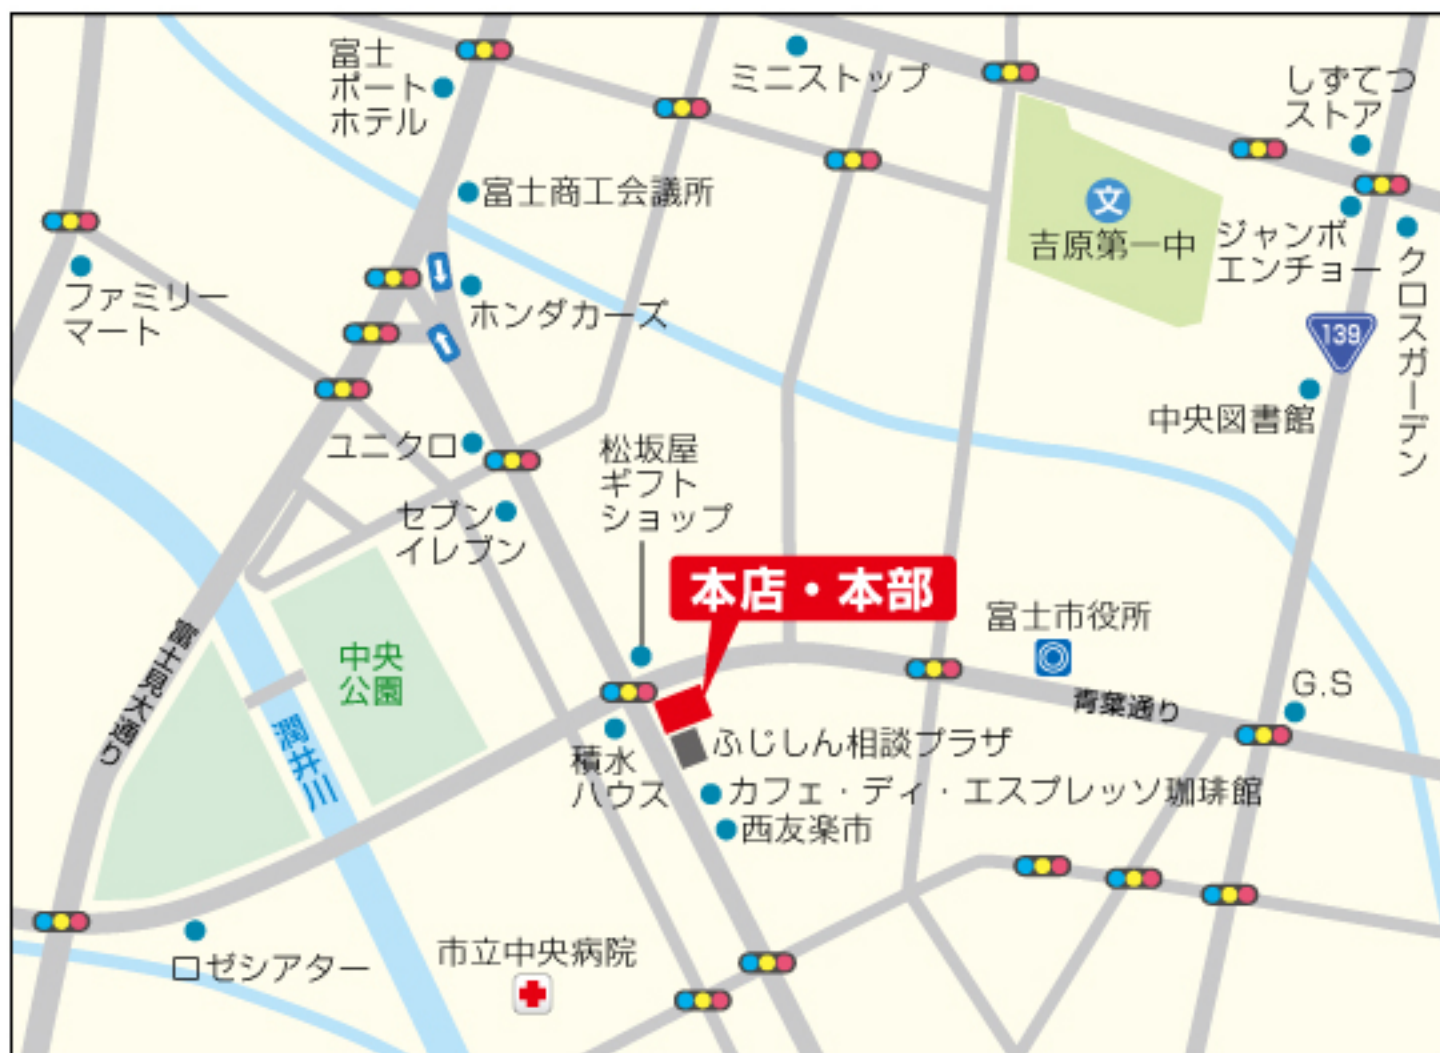 富士
ポート
ホテル
ミニストップ
しずてつ
ストア
富士商工会議所
文
吉原第一中
ジャンボ
エンチョー
クロスガーデン
ファミリー
マート
ホンダカーズ
139
中央図書館
ユニクロ
松坂屋
ギフト
ショップ
セブン
イレブン
本店・本部
富士市役所
富士見大通り
中央
公園
G.S
青葉通り
潤井川
積水
ハウス
ふじしん相談プラザ
カフェ・ディ・エスプレッソ珈琲館
西友楽市
ロゼシアター
市立中央病院